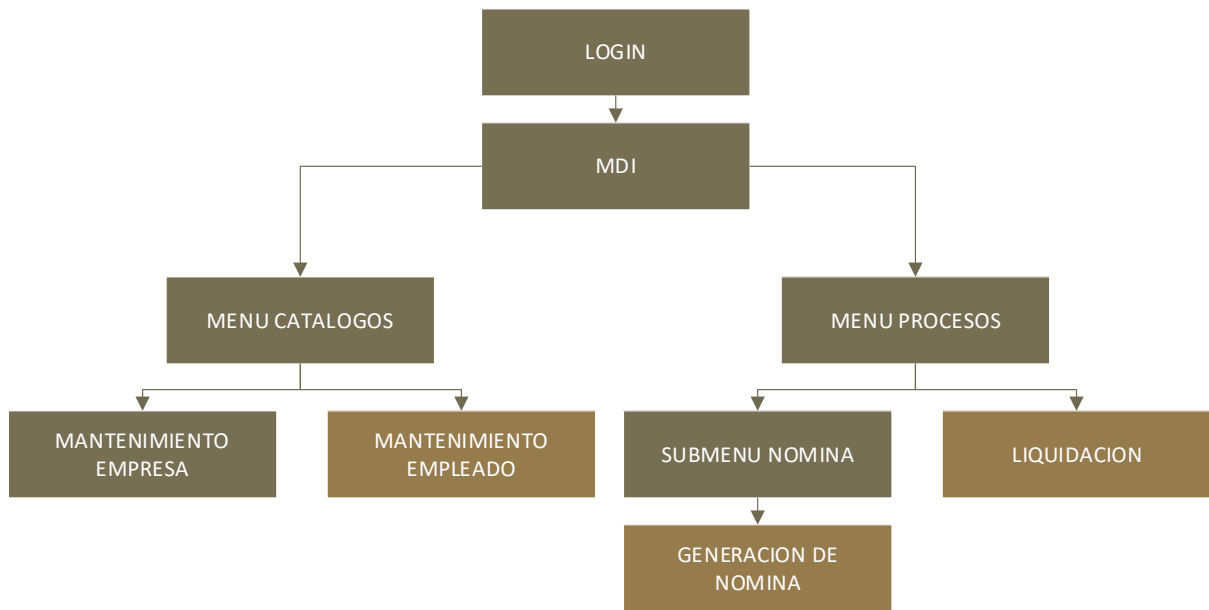 LOGIN
MDI
MENU CATALOGOS
MENU PROCESOS
MANTENIMIENTO
EMPRESA
MANTENIMIENTO
EMPLEADO
SUBMENU NOMINA
LIQUIDACION
GENERACION DE
NOMINA